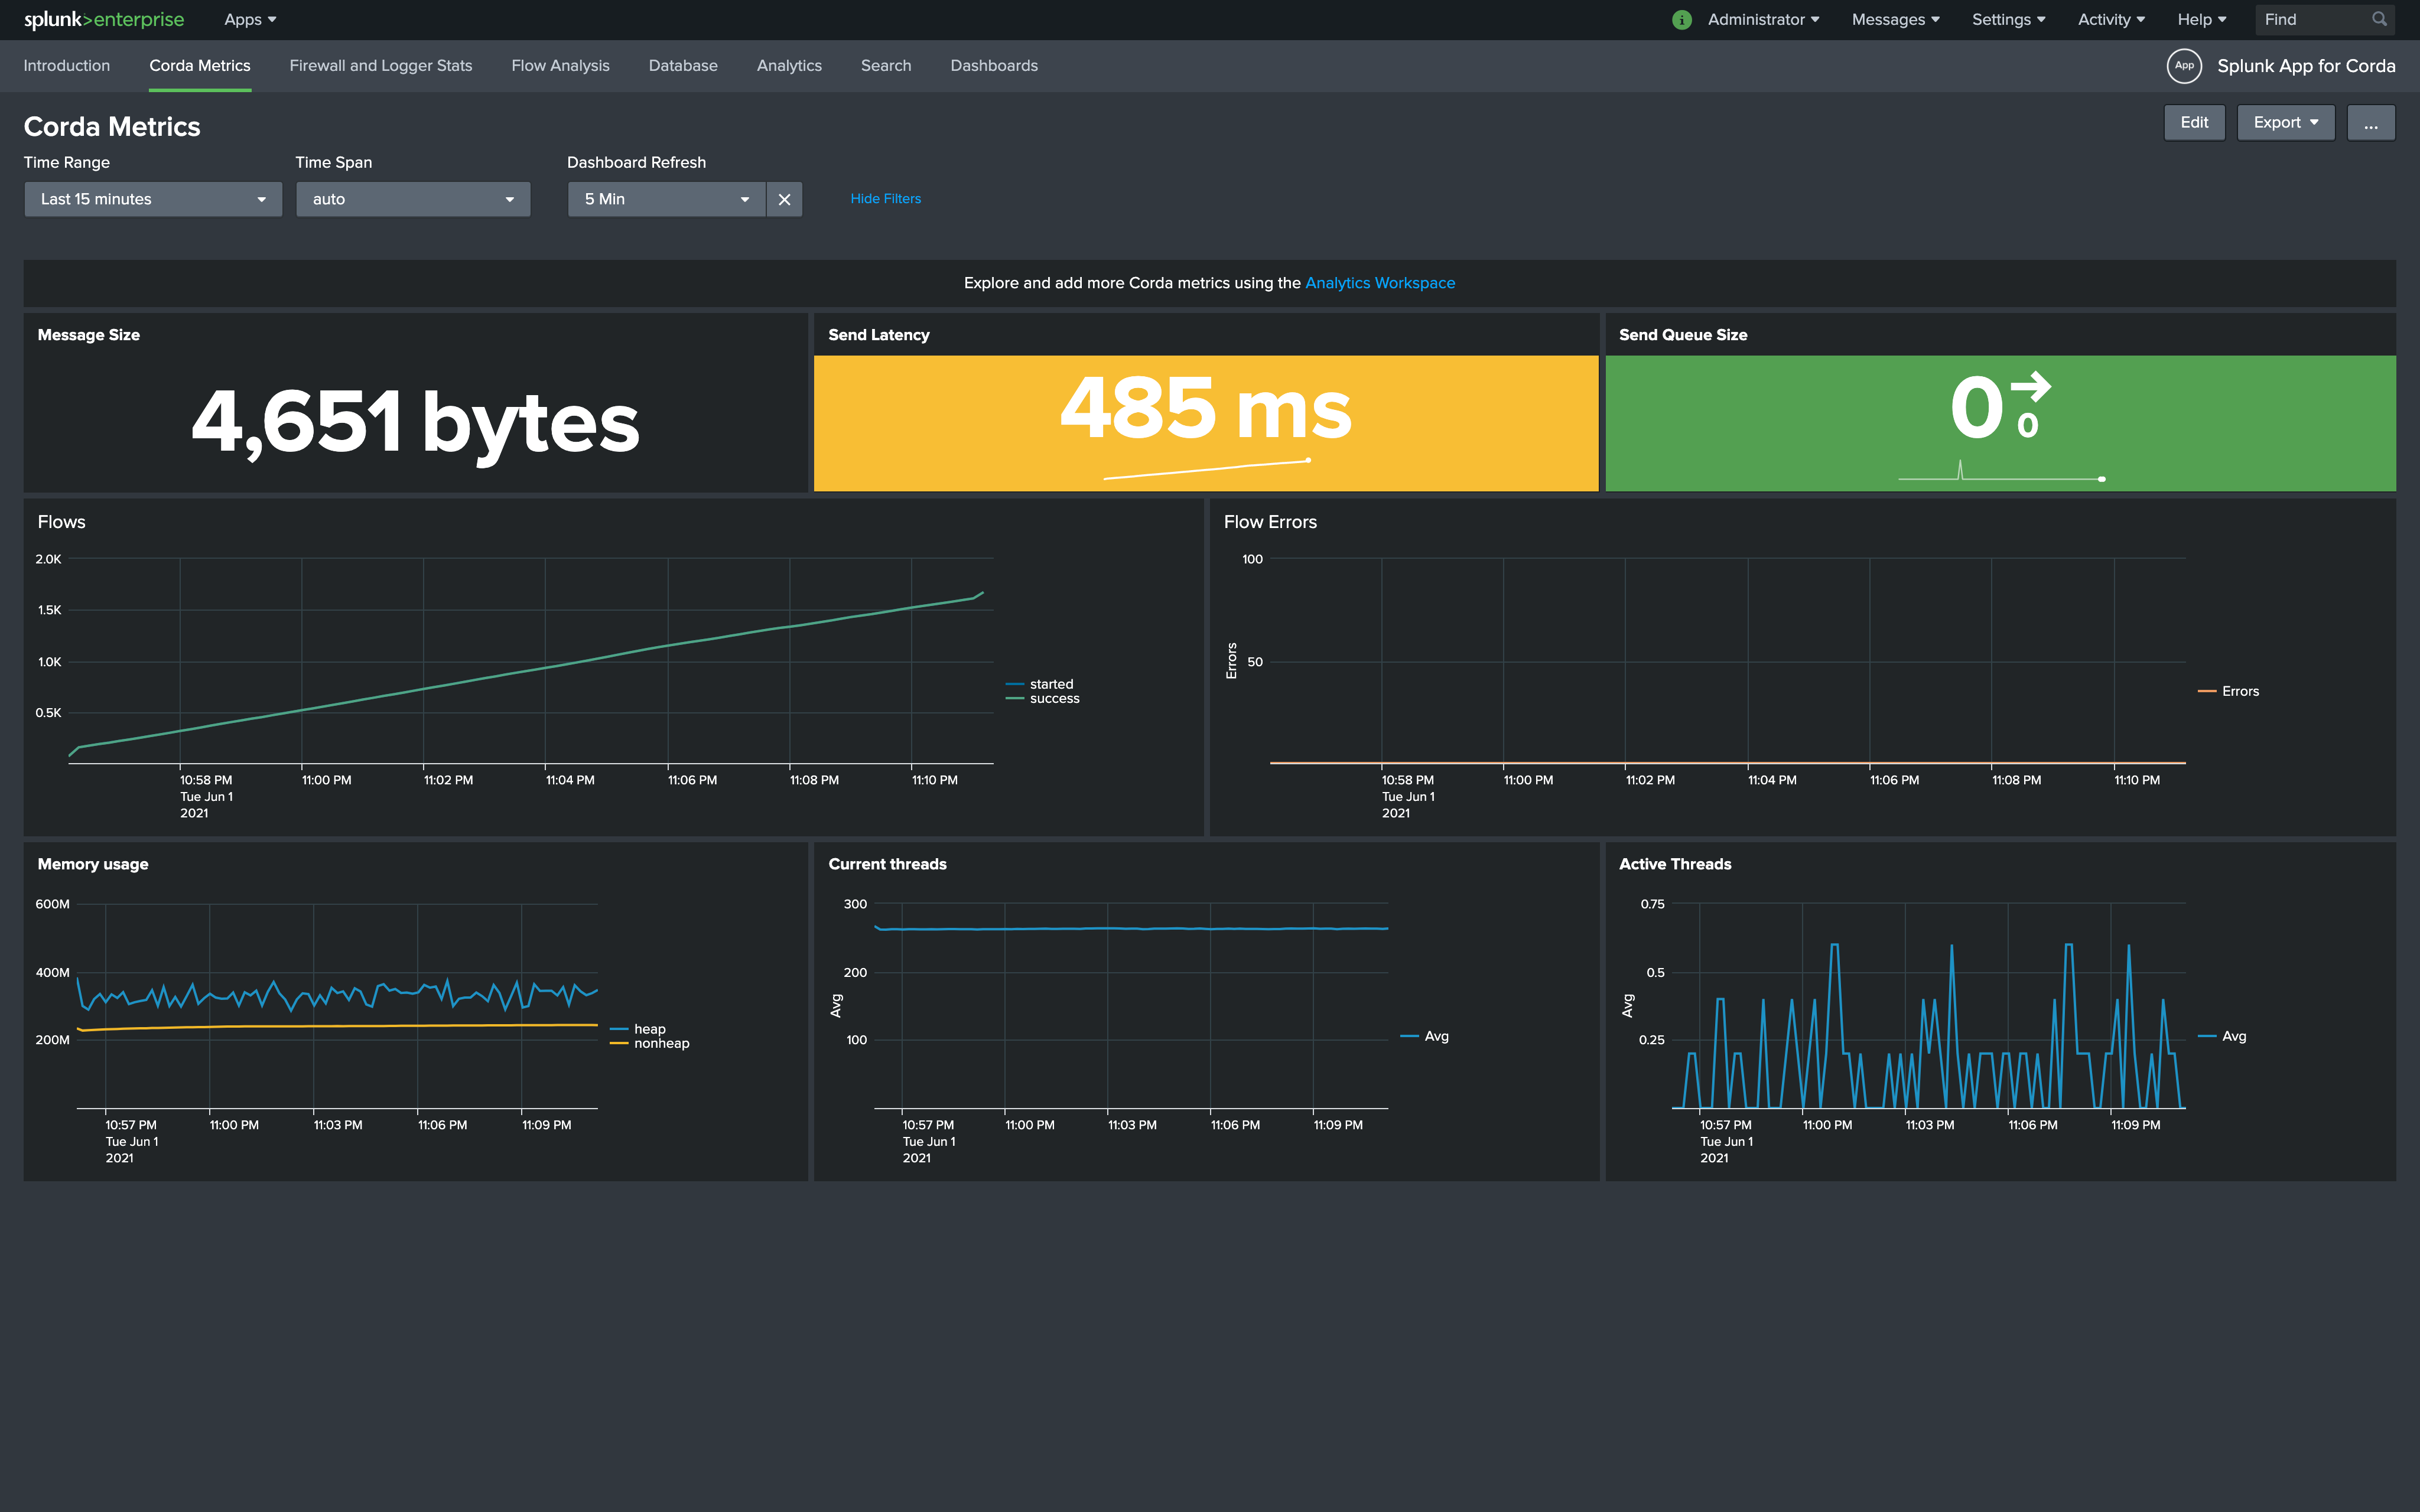 splunk>enterprise Apps Administrator Messages Settings Activity Help Find
Introduction Corda Metrics Firewall and Logger Stats Flow Analysis Database Analytics Search Dashboards App Splunk App for Corda
Corda Metrics Edit Export ...
Time Range Time Span Dashboard Refresh
Last 15 minutes auto 5 Min Hide Filters
Explore and add more Corda metrics using the Analytics Workspace
Message Size
4,651 bytes
Send Latency
485 ms
Send Queue Size
0 0
Flows
2.0K
1.5K
1.0K
0.5K
10:58 PM 11:00 PM 11:02 PM 11:04 PM 11:06 PM 11:08 PM 11:10 PM
Tue Jun 1
2021
started
success
Flow Errors
Errors
100
50
10:58 PM 11:00 PM 11:02 PM 11:04 PM 11:06 PM 11:08 PM 11:10 PM
Tue Jun 1
2021
Errors
Memory usage
600M
400M
200M
10:57 PM 11:00 PM 11:03 PM 11:06 PM 11:09 PM
Tue Jun 1
2021
heap
nonheap
Current threads
Avg
300
200
100
10:57 PM 11:00 PM 11:03 PM 11:06 PM 11:09 PM
Tue Jun 1
2021
Avg
Active Threads
Avg
0.75
0.5
0.25
10:57 PM 11:00 PM 11:03 PM 11:06 PM 11:09 PM
Tue Jun 1
2021
Avg